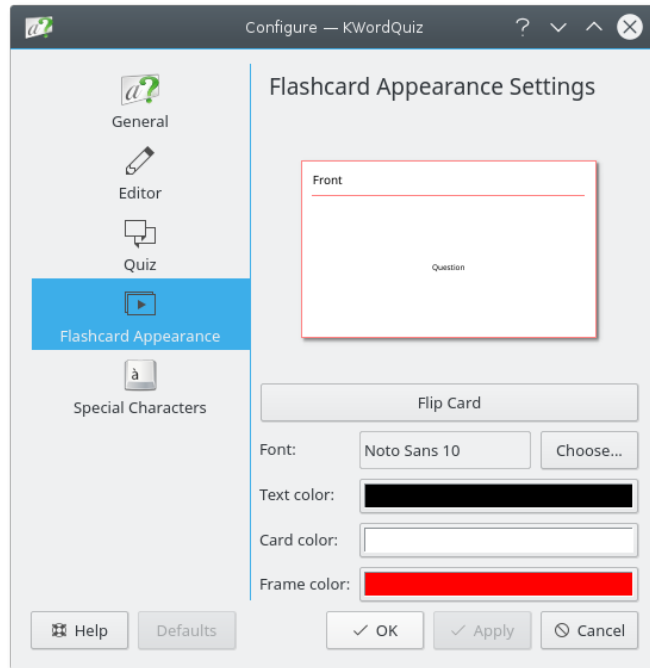 Configure — KWordQuiz
General
Editor
Quiz
Flashcard Appearance
Special Characters
Flashcard Appearance Settings
Front
Question
Flip Card
Font: Noto Sans 10 Choose...
Text color:
Card color:
Frame color:
Help Defaults OK Apply Cancel